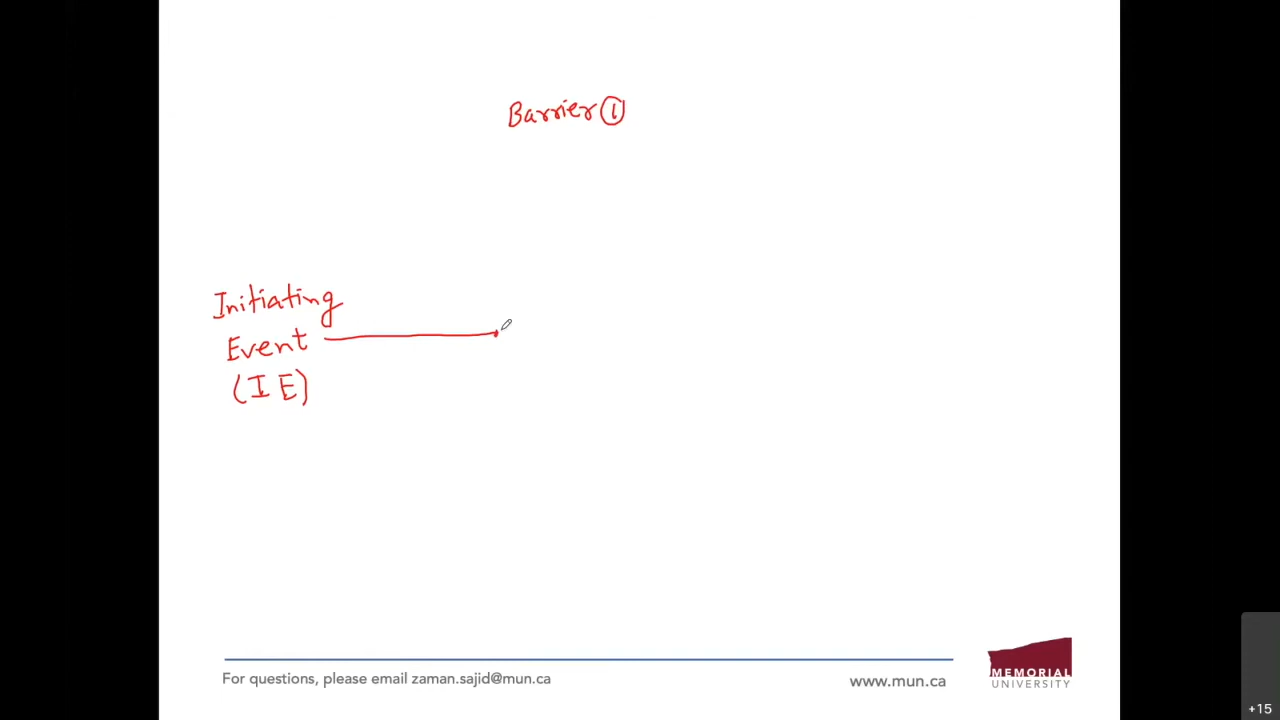 Barrier ①
Initiating
Event
(IE)
For questions, please email zaman.sajid@mun.ca
www.mun.ca
MEMORIAL
UNIVERSITY
+15